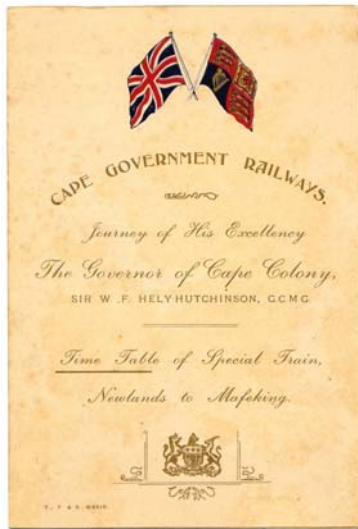 CAPE GOVERNMENT RAILWAYS.
Journey of His Excellency
The Governor of Cape Colony,
SIR W. F. HELY HUTCHINSON, G.C.M.G.
Time Table of Special Train,
Newlands to Mafeking.